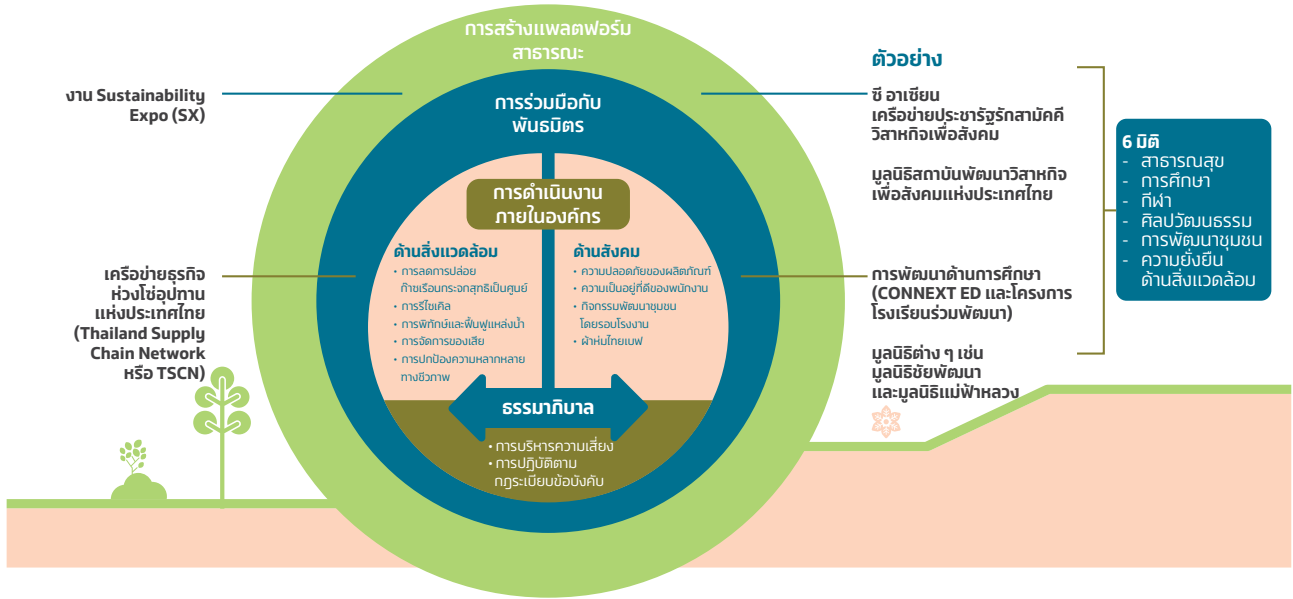 การสร้างแพลตฟอร์ม
สาธารณะ
การร่วมมือกับ
พันธมิตร
การดำเนินงาน
ภายในองค์กร
ด้านสิ่งแวดล้อม
• การลดการปล่อย
ก๊าซเรือนกระจกสุทธิเป็นศูนย์
• การรีไซเคิล
• การพิทักษ์และฟื้นฟูแหล่งน้ำ
• การจัดการของเสีย
• การปกป้องความหลากหลาย
ทางชีวภาพ
ด้านสังคม
• ความปลอดภัยของผลิตภัณฑ์
• ความเป็นอยู่ที่ดีของพนักงาน
• กิจกรรมพัฒนาชุมชน
โดยรอบโรงงาน
• ผ้าห่มไทยเบฟ
ธรรมาภิบาล
• การบริหารความเสี่ยง
• การปฏิบัติตาม
กฎระเบียบข้อบังคับ
งาน Sustainability
Expo (SX)
เครือข่ายธุรกิจ
ห่วงโซ่อุปทาน
แห่งประเทศไทย
(Thailand Supply
Chain Network
หรือ TSCN)
ตัวอย่าง
ซี อาเซียน
เครือข่ายประชารัฐรักสามัคคี
วิสาหกิจเพื่อสังคม
มูลนิธิสถาบันพัฒนาวิสาหกิจ
เพื่อสังคมแห่งประเทศไทย
การพัฒนาด้านการศึกษา
(CONNEXT ED และโครงการ
โรงเรียนร่วมพัฒนา)
มูลนิธิต่าง ๆ เช่น
มูลนิธิชัยพัฒนา
และมูลนิธิแม่ฟ้าหลวง
6 มิติ
- สาธารณสุข
- การศึกษา
- กีฬา
- ศิลปวัฒนธรรม
- การพัฒนาชุมชน
- ความยั่งยืน
ด้านสิ่งแวดล้อม